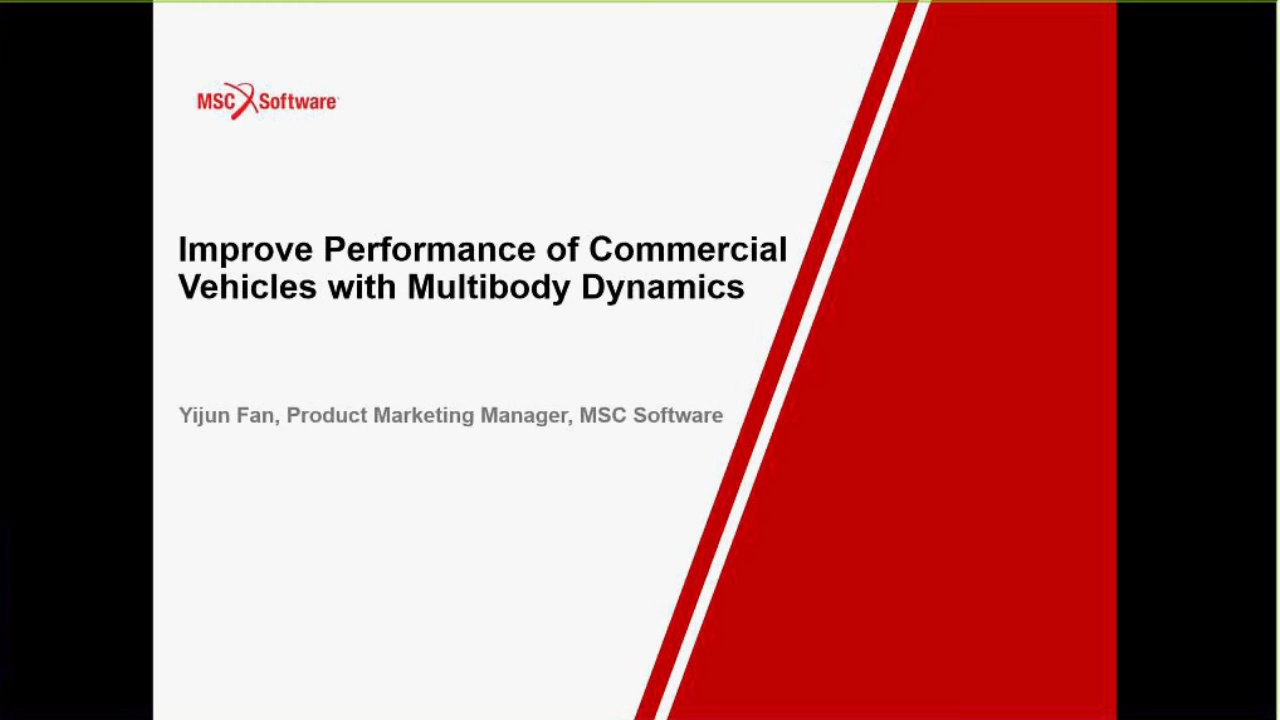 MSC Software
Improve Performance of Commercial
Vehicles with Multibody Dynamics
Yijun Fan, Product Marketing Manager, MSC Software